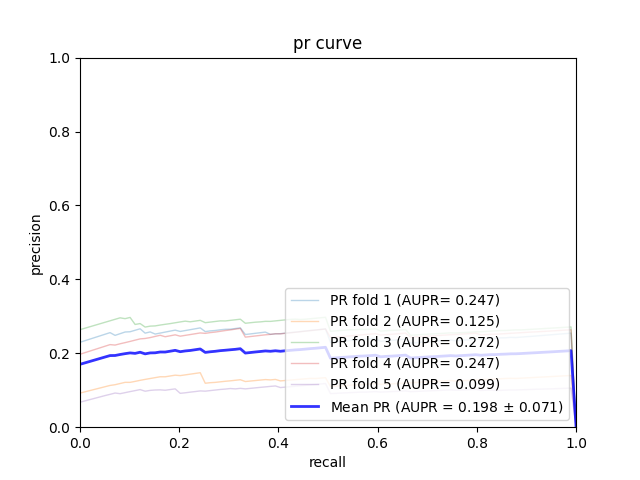 pr curve
1.0
0.8
0.6
0.4
0.2
0.0
precision
PR fold 1 (AUPR= 0.247)
PR fold 2 (AUPR= 0.125)
PR fold 3 (AUPR= 0.272)
PR fold 4 (AUPR= 0.247)
PR fold 5 (AUPR= 0.099)
Mean PR (AUPR = 0.198 ± 0.071)
0.0 0.2 0.4 0.6 0.8 1.0
recall